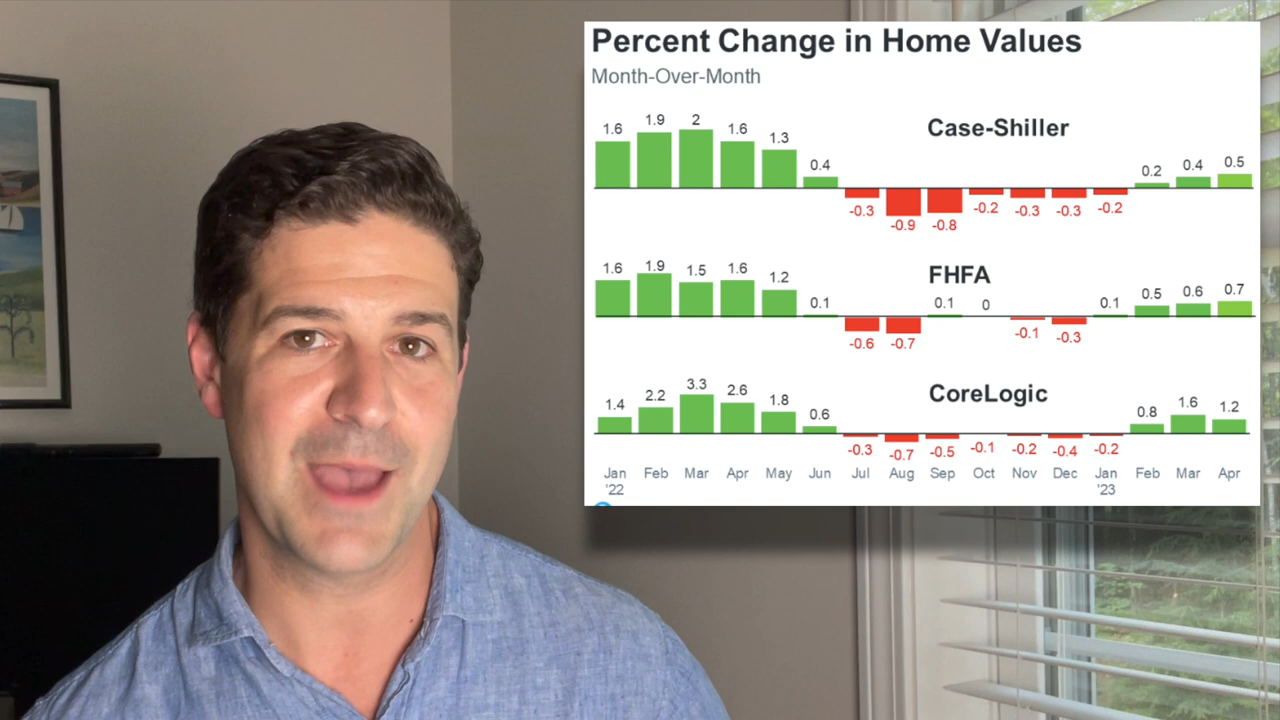 Percent Change in Home Values
Month-Over-Month
Case-Shiller
1.6 1.9 2 1.6 1.3 0.4 -0.3 -0.9 -0.8 -0.2 -0.3 -0.3 -0.2 0.2 0.4 0.5
FHFA
1.6 1.9 1.5 1.6 1.2 0.1 -0.6 -0.7 0.1 0 -0.1 -0.3 0.1 0.5 0.6 0.7
CoreLogic
1.4 2.2 3.3 2.6 1.8 0.6 -0.3 -0.7 -0.5 -0.1 -0.2 -0.4 -0.2 0.8 1.6 1.2
Jan Feb Mar Apr May Jun Jul Aug Sep Oct Nov Dec Jan Feb Mar Apr
'22 '23